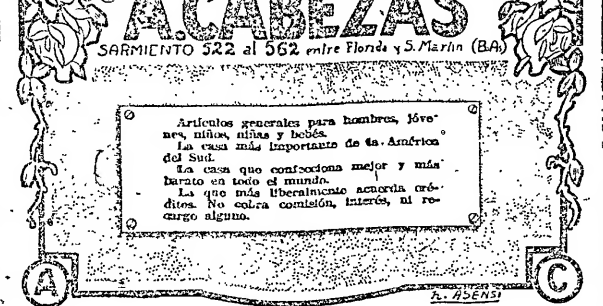 A. CABEZAS
SARMIENTO 522 al 562 entre Florida y S. Martin (BAs)
Artículos generales para hombres, jóve-
nes, niños, niñas y bebés.
La casa más importante de la América
del Sud.
La casa que confecciona mejor y más
barato en todo el mundo.
La que más liberalmente acuerda cré-
ditos. No cobra comisión, interés, ni re-
cargo alguno.
A
C
R. ASENSI